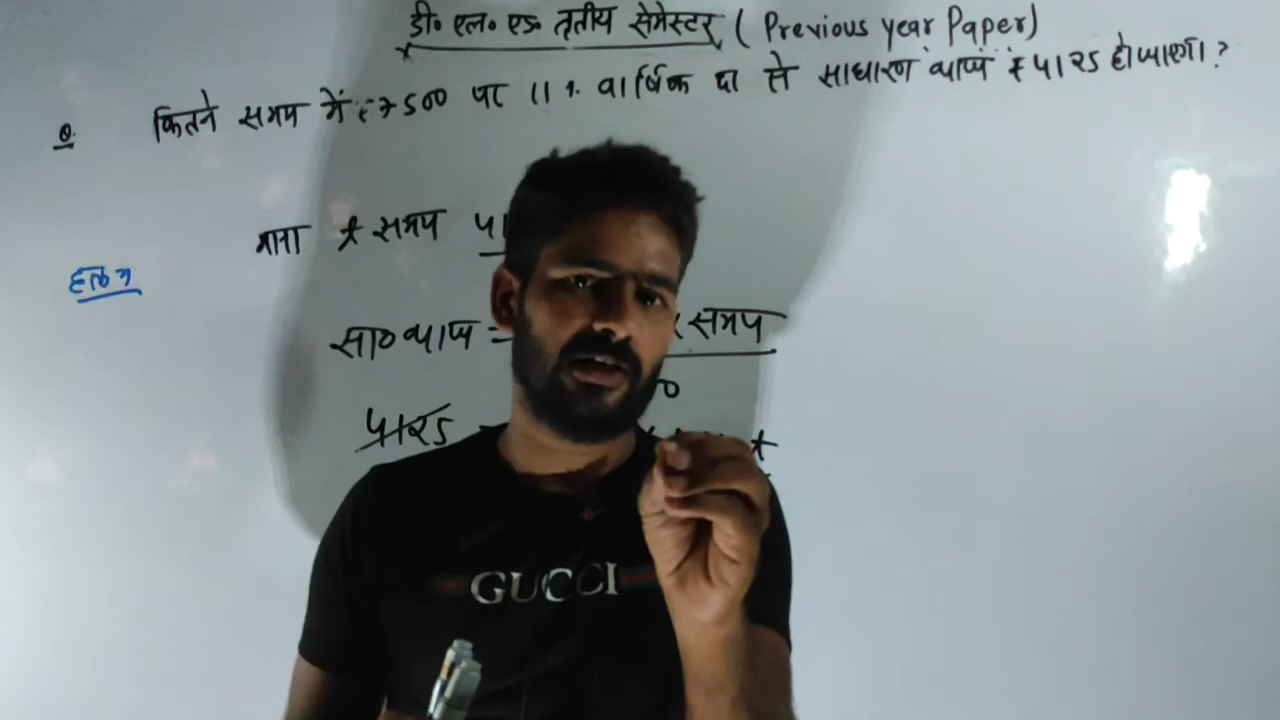 डी० एल० एड० तृतीय सेमेस्टर ( Previous year Paper)
Q. कितने समय में ₹7500 पर 11% वार्षिक दर से साधारण ब्याज ₹ 4125 हो जाएगा?
माना कि समय
हल ⇒
सा० ब्याज = समय
4125
GUCCI